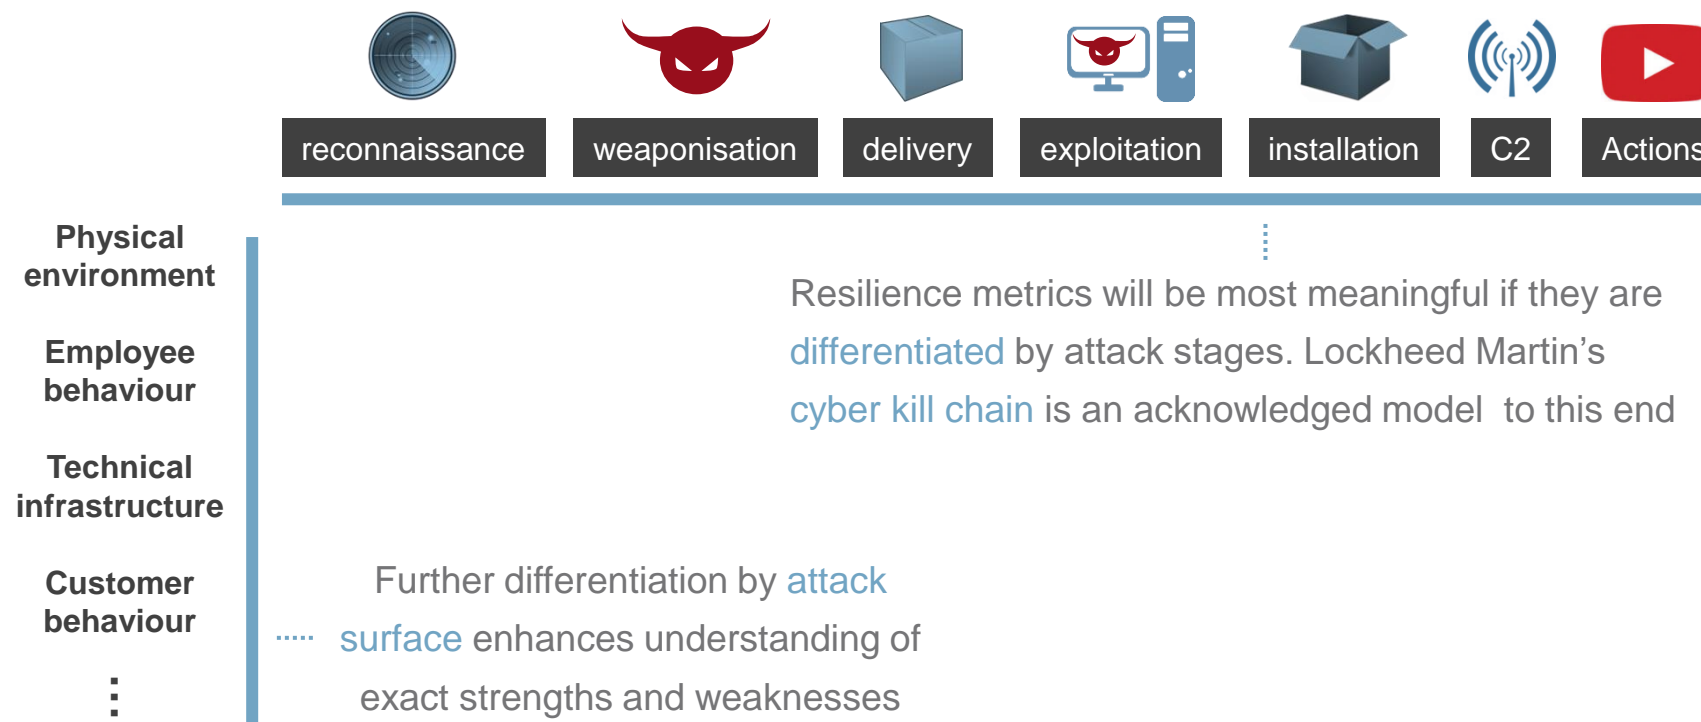 reconnaissance weaponisation delivery exploitation installation C2 Actions
Physical
environment
Employee
behaviour
Technical
infrastructure
Customer
behaviour
⋮
Resilience metrics will be most meaningful if they are
differentiated by attack stages. Lockheed Martin’s
cyber kill chain is an acknowledged model to this end
Further differentiation by attack
surface enhances understanding of
exact strengths and weaknesses